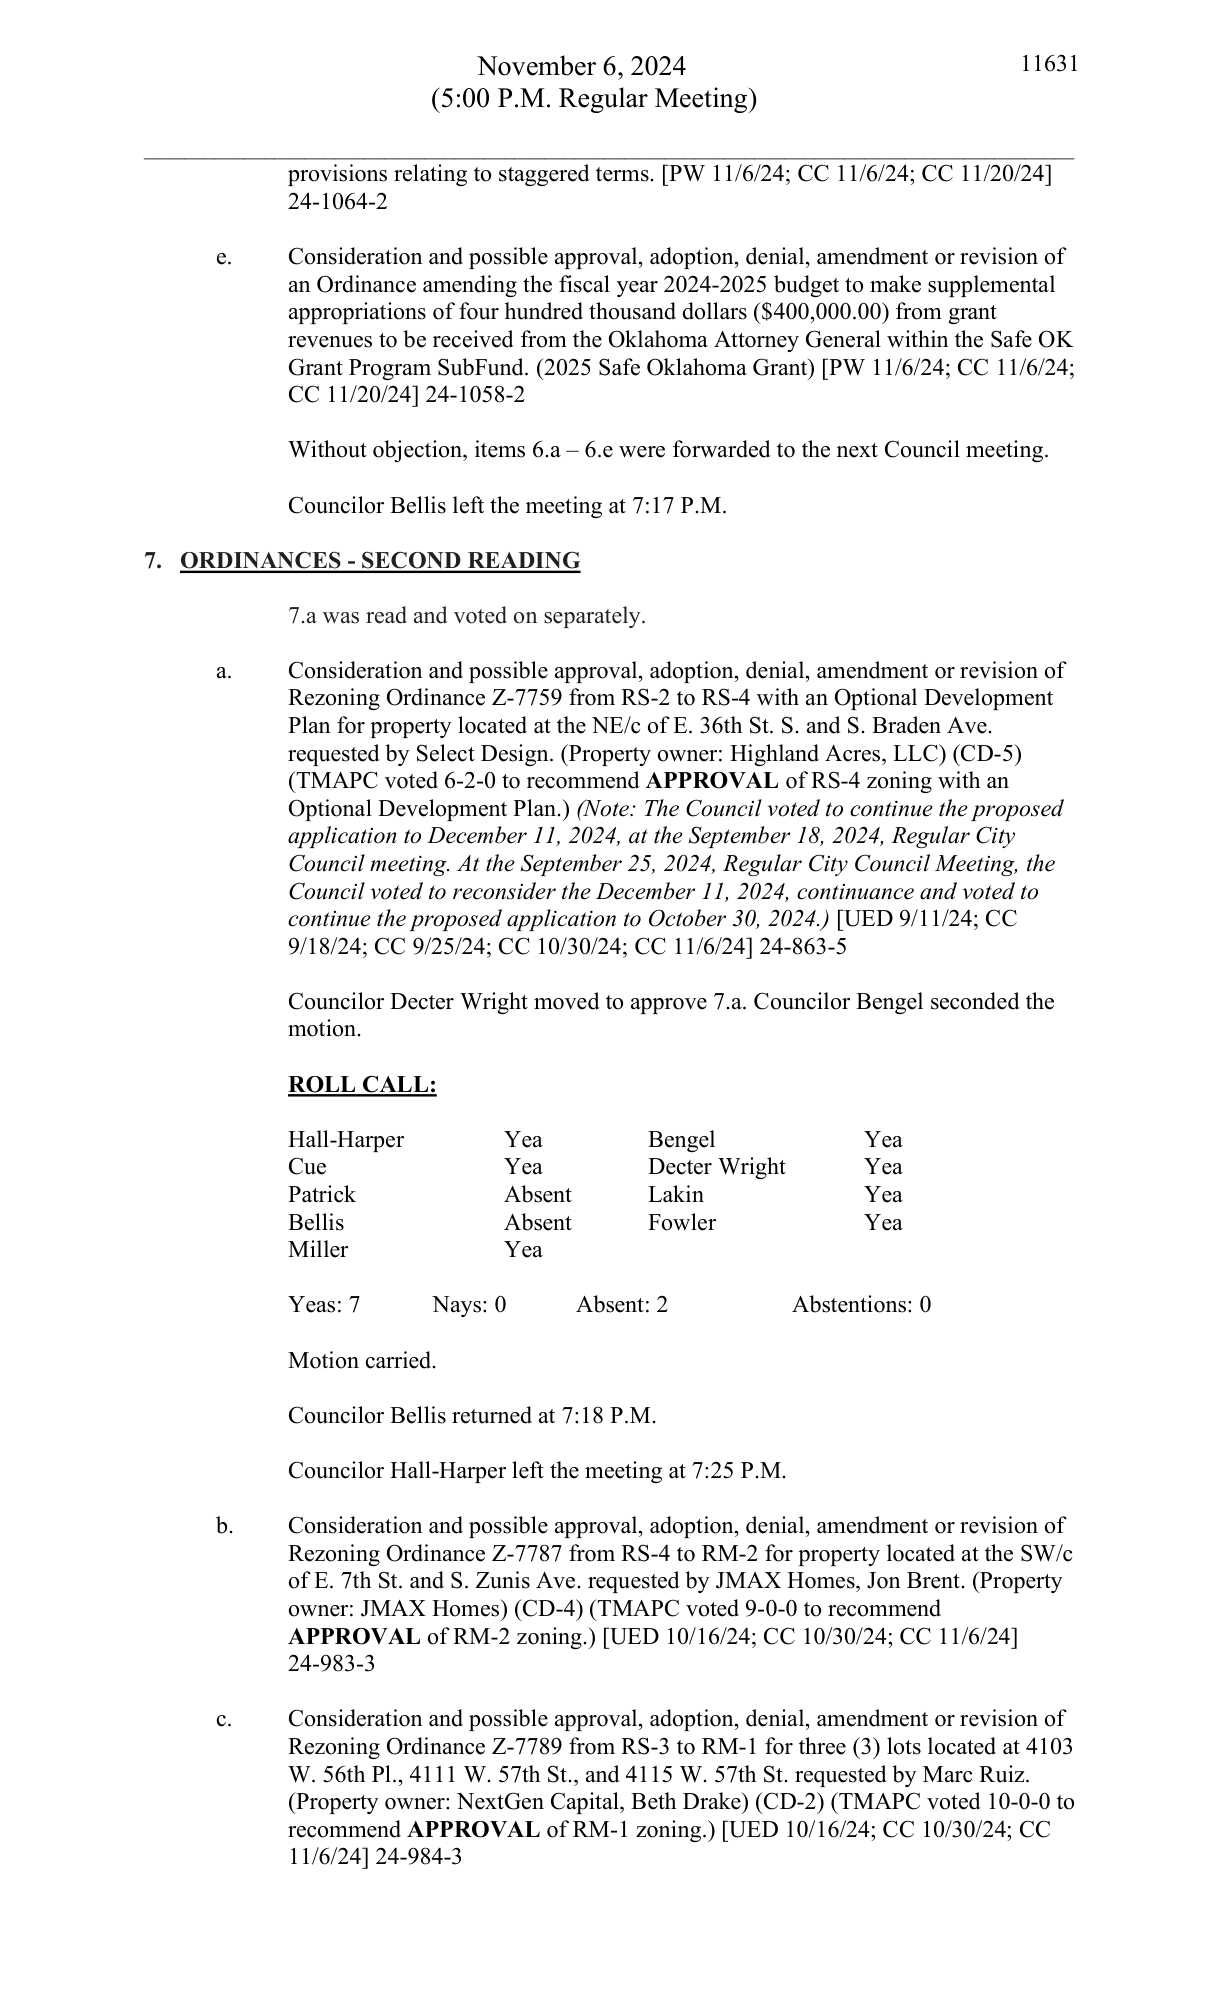 November 6, 2024
11631
(5:00 P.M. Regular Meeting)
provisions relating to staggered terms. [PW 11/6/24; CC 11/6/24; CC 11/20/24]
24-1064-2
e. Consideration and possible approval, adoption, denial, amendment or revision of
an Ordinance amending the fiscal year 2024-2025 budget to make supplemental
appropriations of four hundred thousand dollars ($400,000.00) from grant
revenues to be received from the Oklahoma Attorney General within the Safe OK
Grant Program SubFund. (2025 Safe Oklahoma Grant) [PW 11/6/24; CC 11/6/24;
CC 11/20/24] 24-1058-2
Without objection, items 6.a – 6.e were forwarded to the next Council meeting.
Councilor Bellis left the meeting at 7:17 P.M.
7. ORDINANCES - SECOND READING
7.a was read and voted on separately.
a. Consideration and possible approval, adoption, denial, amendment or revision of
Rezoning Ordinance Z-7759 from RS-2 to RS-4 with an Optional Development
Plan for property located at the NE/c of E. 36th St. S. and S. Braden Ave.
requested by Select Design. (Property owner: Highland Acres, LLC) (CD-5)
(TMAPC voted 6-2-0 to recommend APPROVAL of RS-4 zoning with an
Optional Development Plan.) (Note: The Council voted to continue the proposed
application to December 11, 2024, at the September 18, 2024, Regular City
Council meeting. At the September 25, 2024, Regular City Council Meeting, the
Council voted to reconsider the December 11, 2024, continuance and voted to
continue the proposed application to October 30, 2024.) [UED 9/11/24; CC
9/18/24; CC 9/25/24; CC 10/30/24; CC 11/6/24] 24-863-5
Councilor Decter Wright moved to approve 7.a. Councilor Bengel seconded the
motion.
ROLL CALL:
Hall-Harper Yea Bengel Yea
Cue Yea Decter Wright Yea
Patrick Absent Lakin Yea
Bellis Absent Fowler Yea
Miller Yea
Yeas: 7 Nays: 0 Absent: 2 Abstentions: 0
Motion carried.
Councilor Bellis returned at 7:18 P.M.
Councilor Hall-Harper left the meeting at 7:25 P.M.
b. Consideration and possible approval, adoption, denial, amendment or revision of
Rezoning Ordinance Z-7787 from RS-4 to RM-2 for property located at the SW/c
of E. 7th St. and S. Zunis Ave. requested by JMAX Homes, Jon Brent. (Property
owner: JMAX Homes) (CD-4) (TMAPC voted 9-0-0 to recommend
APPROVAL of RM-2 zoning.) [UED 10/16/24; CC 10/30/24; CC 11/6/24]
24-983-3
c. Consideration and possible approval, adoption, denial, amendment or revision of
Rezoning Ordinance Z-7789 from RS-3 to RM-1 for three (3) lots located at 4103
W. 56th Pl., 4111 W. 57th St., and 4115 W. 57th St. requested by Marc Ruiz.
(Property owner: NextGen Capital, Beth Drake) (CD-2) (TMAPC voted 10-0-0 to
recommend APPROVAL of RM-1 zoning.) [UED 10/16/24; CC 10/30/24; CC
11/6/24] 24-984-3